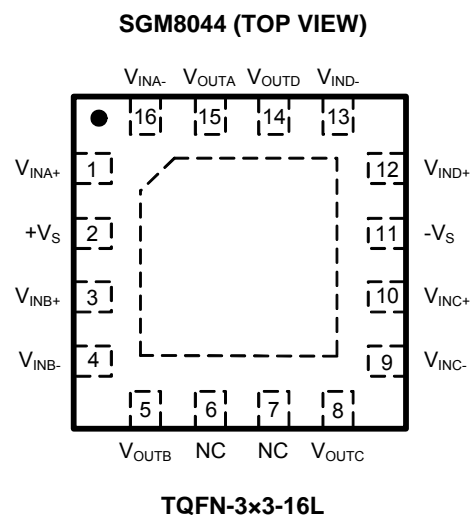 SGM8044 (TOP VIEW)
VINA- VOUTA VOUTD VIND-
16 15 14 13
VINA+ 1 12 VIND+
+VS 2 11 -VS
VINB+ 3 10 VINC+
VINB- 4 9 VINC-
5 6 7 8
VOUTB NC NC VOUTC
TQFN-3×3-16L